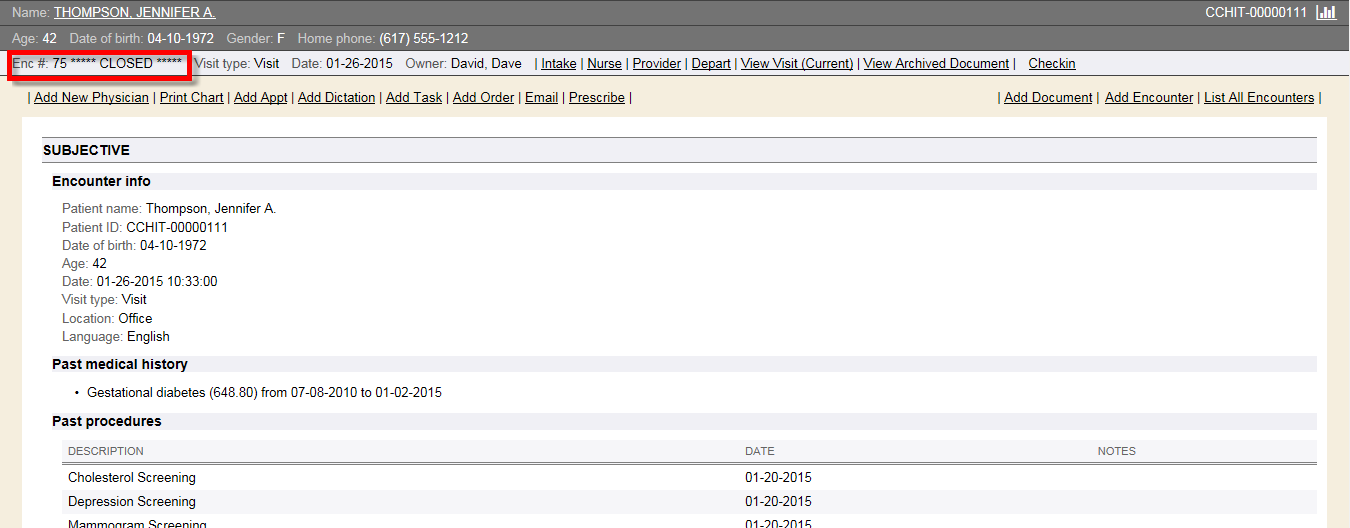 Name: THOMPSON, JENNIFER A. CCHIT-00000111
Age: 42 Date of birth: 04-10-1972 Gender: F Home phone: (617) 555-1212
Enc #: 75 ***** CLOSED ***** Visit type: Visit Date: 01-26-2015 Owner: David, Dave | Intake | Nurse | Provider | Depart | View Visit (Current) | View Archived Document | Checkin
| Add New Physician | Print Chart | Add Appt | Add Dictation | Add Task | Add Order | Email | Prescribe | | Add Document | Add Encounter | List All Encounters |
SUBJECTIVE
Encounter info
Patient name: Thompson, Jennifer A.
Patient ID: CCHIT-00000111
Date of birth: 04-10-1972
Age: 42
Date: 01-26-2015 10:33:00
Visit type: Visit
Location: Office
Language: English
Past medical history
• Gestational diabetes (648.80) from 07-08-2010 to 01-02-2015
Past procedures
DESCRIPTION DATE NOTES
Cholesterol Screening 01-20-2015
Depression Screening 01-20-2015
Mammogram Screening 01-20-2015